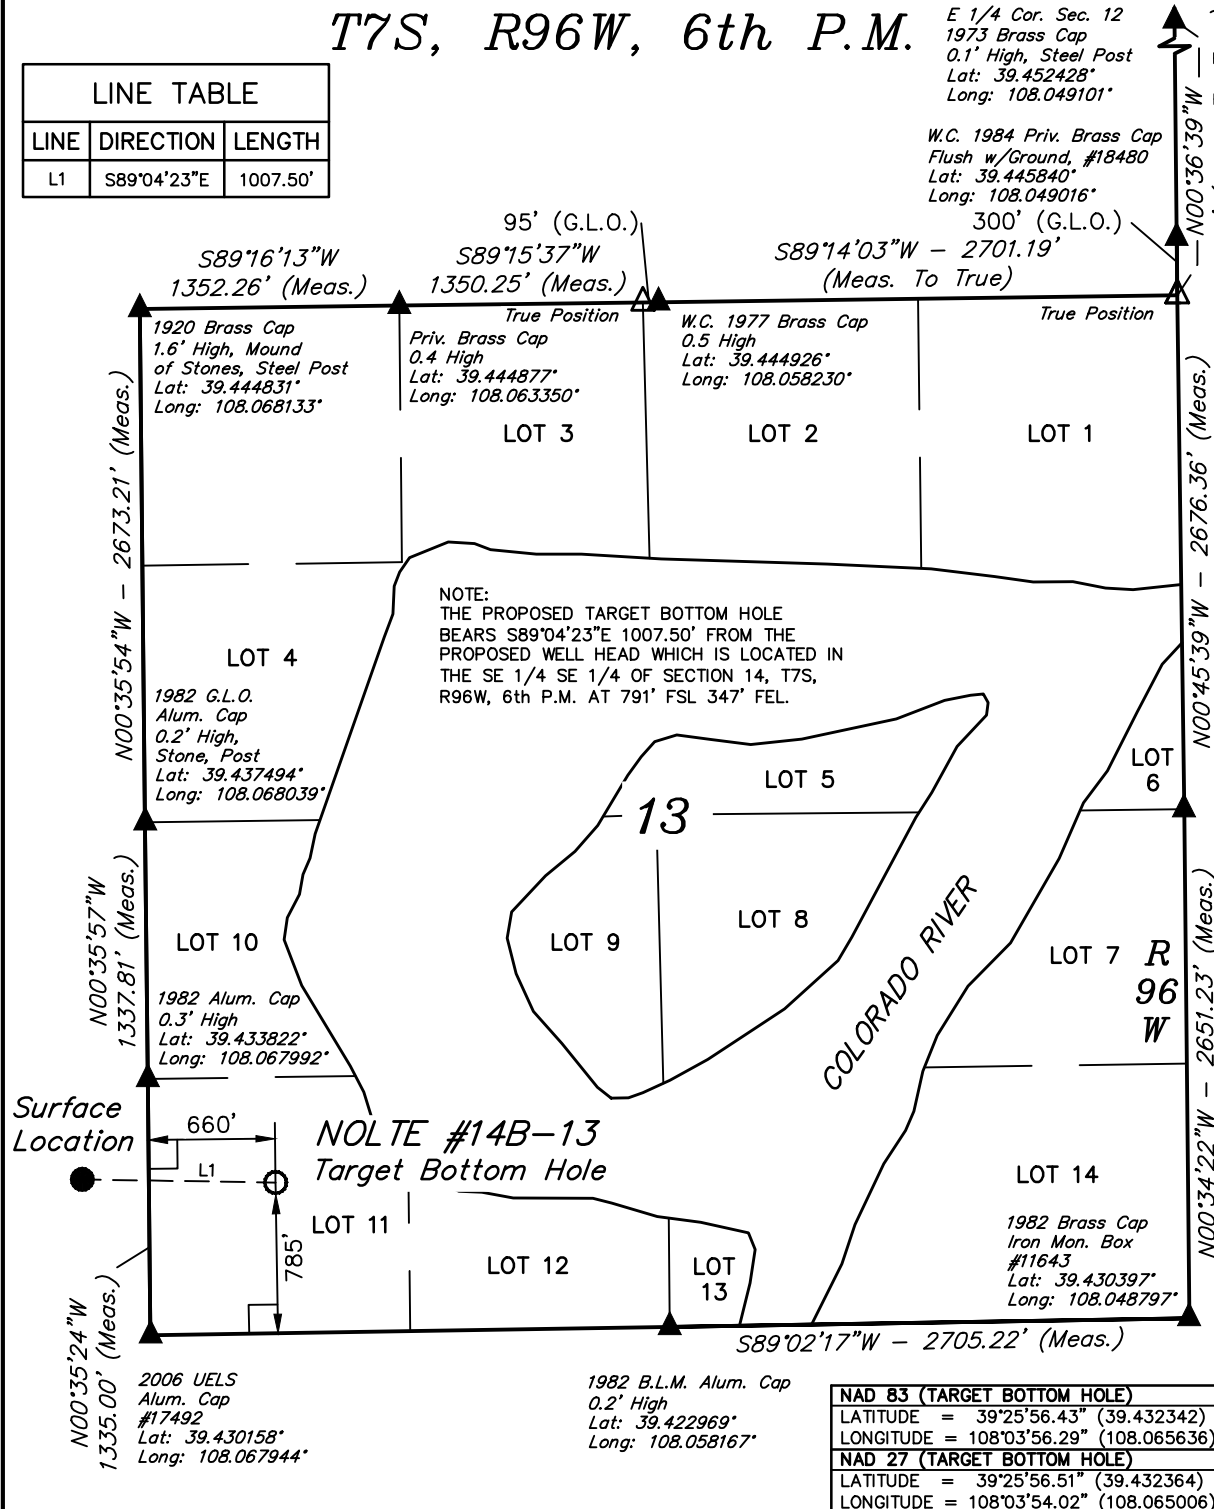 T7S, R96W, 6th P.M.
E 1/4 Cor. Sec. 12
1973 Brass Cap
0.1' High, Steel Post
Lat: 39.452428°
Long: 108.049101°
LINE TABLE
LINE DIRECTION LENGTH
L1 S89°04'23"E 1007.50'
W.C. 1984 Priv. Brass Cap
Flush w/Ground, #18480
Lat: 39.445840°
Long: 108.049016°
N00°36'39"W
95' (G.L.O.)
300' (G.L.O.)
S89°16'13"W
1352.26' (Meas.)
S89°15'37"W
1350.25' (Meas.)
S89°14'03"W - 2701.19'
(Meas. To True)
True Position
True Position
1920 Brass Cap
1.6' High, Mound
of Stones, Steel Post
Lat: 39.444831°
Long: 108.068133°
Priv. Brass Cap
0.4 High
Lat: 39.444877°
Long: 108.063350°
W.C. 1977 Brass Cap
0.5 High
Lat: 39.444926°
Long: 108.058230°
LOT 3
LOT 2
LOT 1
N00°35'54"W - 2673.21' (Meas.)
N00°45'39"W - 2676.36' (Meas.)
NOTE:
THE PROPOSED TARGET BOTTOM HOLE
BEARS S89°04'23"E 1007.50' FROM THE
PROPOSED WELL HEAD WHICH IS LOCATED IN
THE SE 1/4 SE 1/4 OF SECTION 14, T7S,
R96W, 6th P.M. AT 791' FSL 347' FEL.
LOT 4
1982 G.L.O.
Alum. Cap
0.2' High,
Stone, Post
Lat: 39.437494°
Long: 108.068039°
LOT 5
LOT
6
13
LOT 8
LOT 9
LOT 10
LOT 7
R
96
W
COLORADO RIVER
N00°35'57"W
1337.81' (Meas.)
1982 Alum. Cap
0.3' High
Lat: 39.433822°
Long: 108.067992°
N00°34'22"W - 2651.23' (Meas.)
Surface
Location
660'
L1
NOLTE #14B-13
Target Bottom Hole
785'
LOT 11
LOT 12
LOT
13
LOT 14
1982 Brass Cap
Iron Mon. Box
#11643
Lat: 39.430397°
Long: 108.048797°
N00°35'24"W
1335.00' (Meas.)
S89°02'17"W - 2705.22' (Meas.)
2006 UELS
Alum. Cap
#17492
Lat: 39.430158°
Long: 108.067944°
1982 B.L.M. Alum. Cap
0.2' High
Lat: 39.422969°
Long: 108.058167°
NAD 83 (TARGET BOTTOM HOLE)
LATITUDE = 39°25'56.43" (39.432342)
LONGITUDE = 108°03'56.29" (108.065636)
NAD 27 (TARGET BOTTOM HOLE)
LATITUDE = 39°25'56.51" (39.432364)
LONGITUDE = 108°03'54.02" (108.065006)